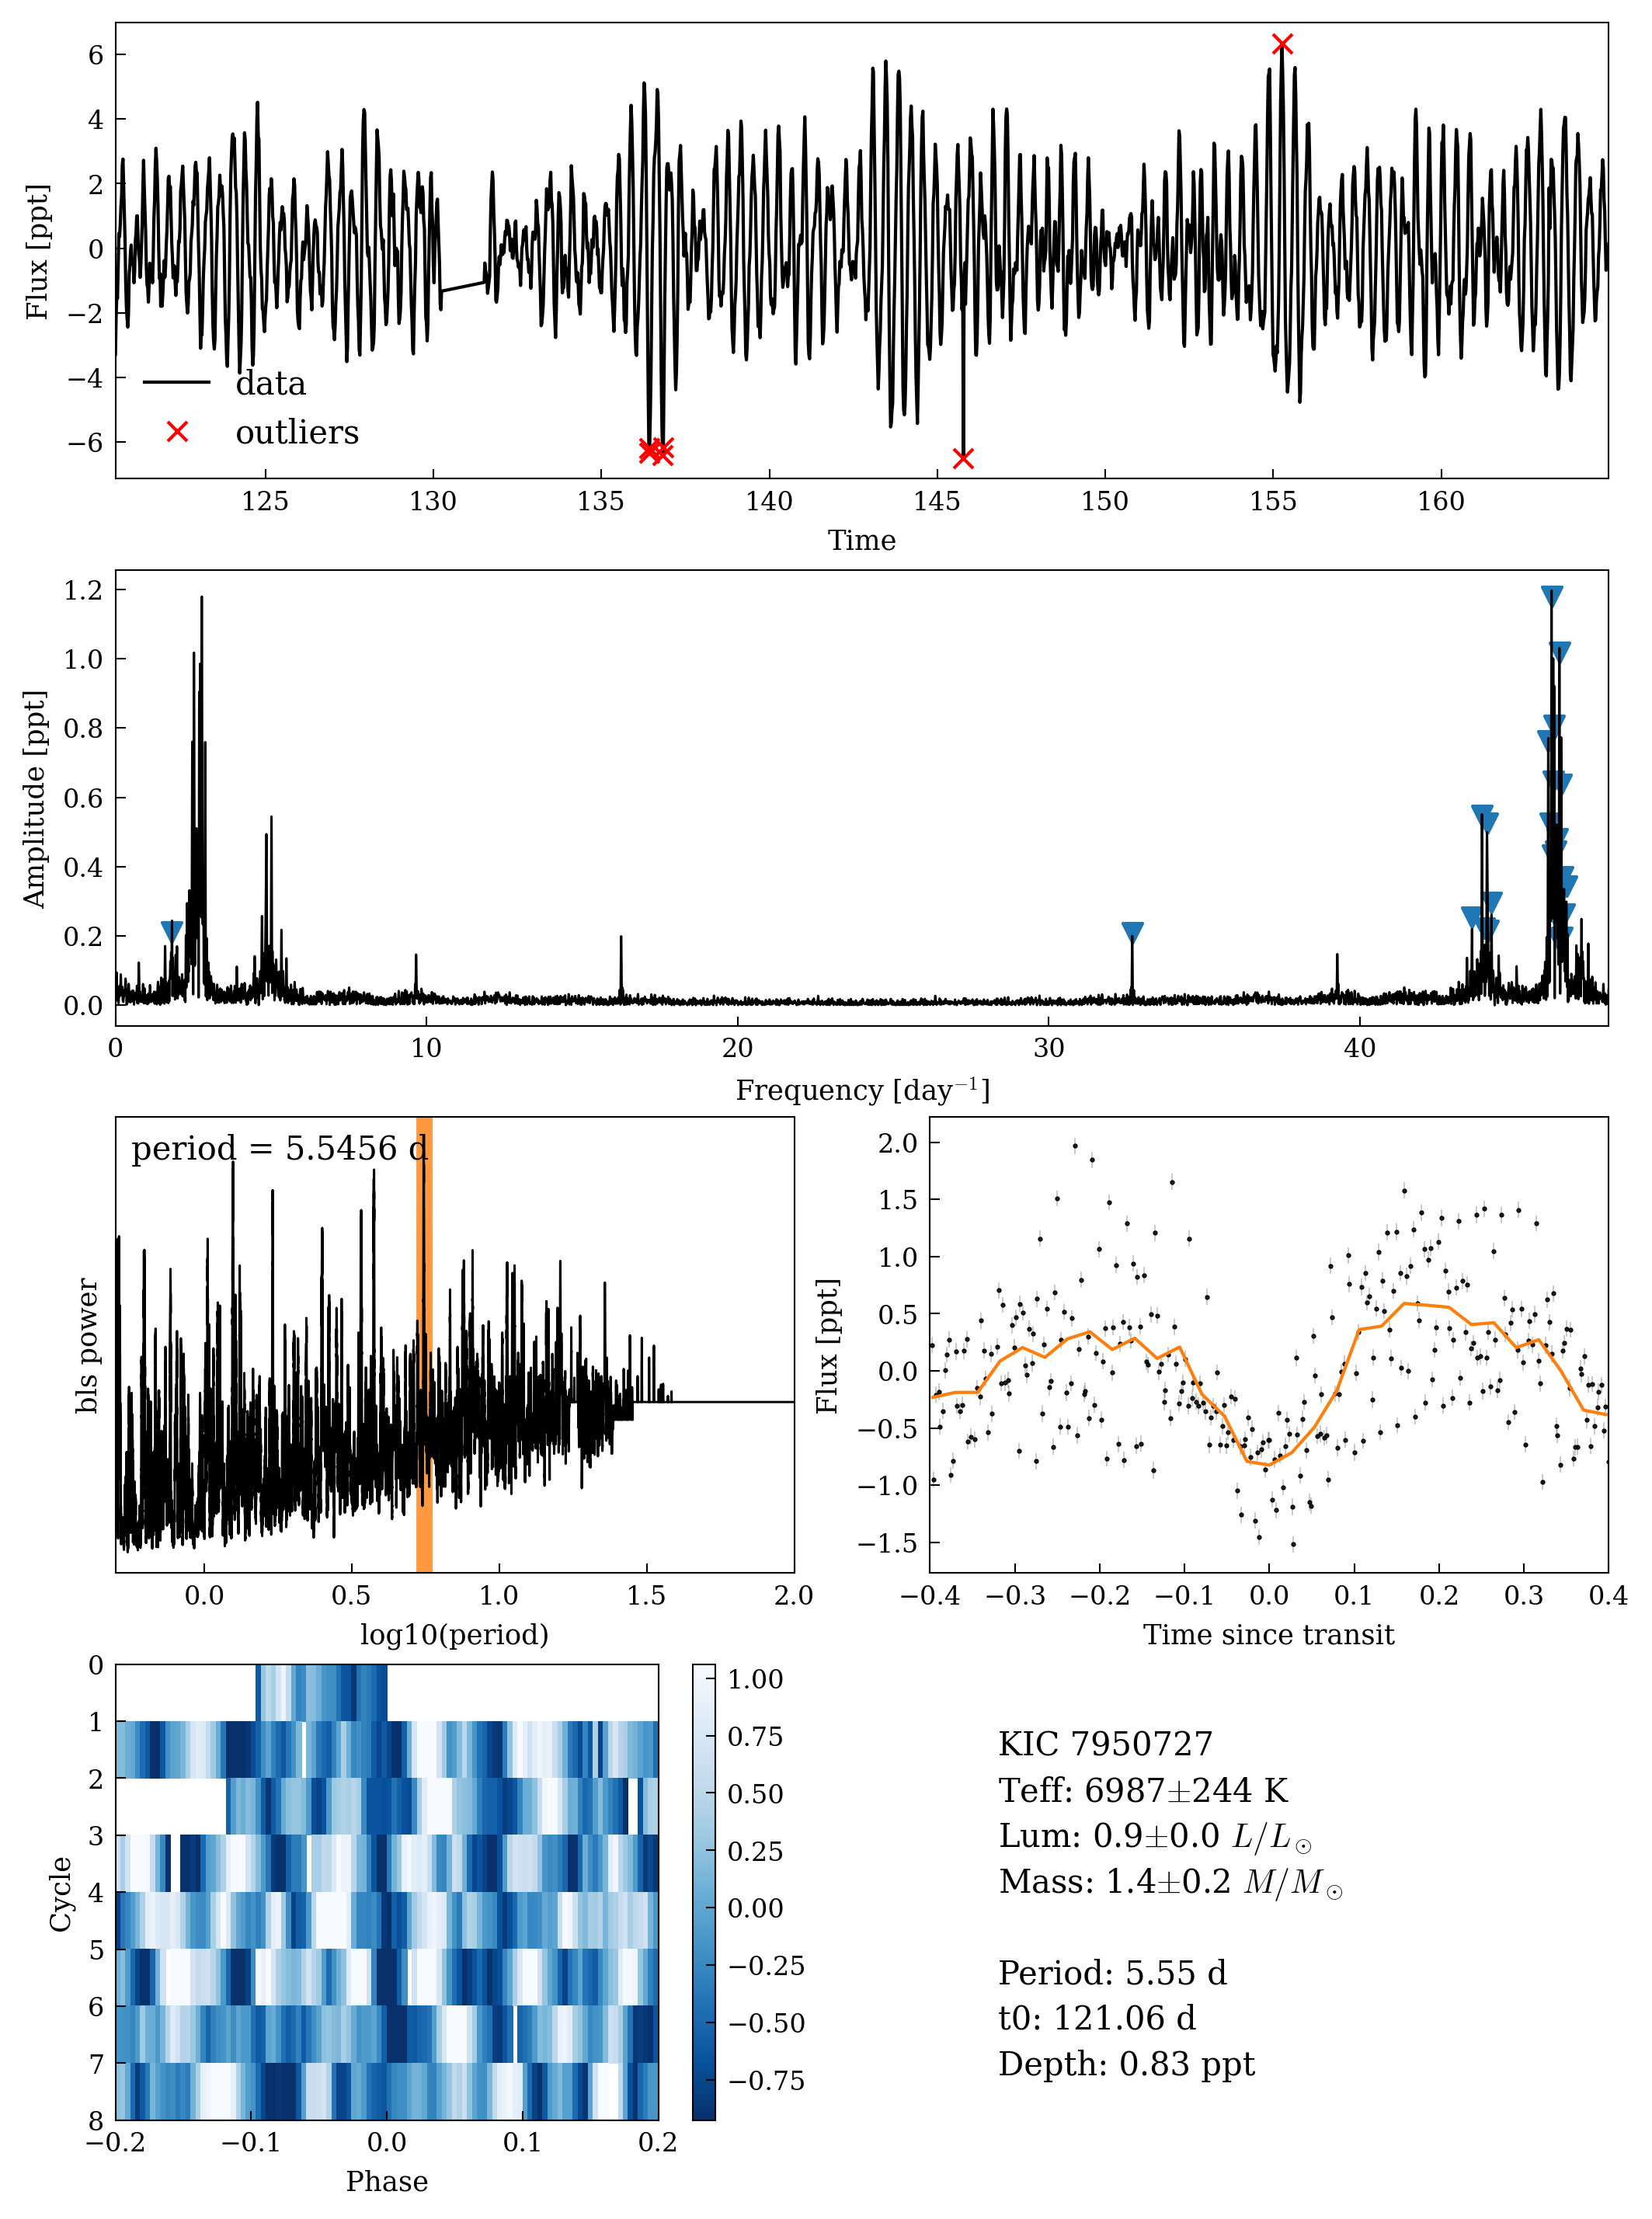 6
4
2
0
−2
−4
−6
Flux [ppt]
data
outliers
125 130 135 140 145 150 155 160
Time
1.2
1.0
0.8
0.6
0.4
0.2
0.0
Amplitude [ppt]
0 10 20 30 40
Frequency [day⁻¹]
period = 5.5456 d
bls power
0.0 0.5 1.0 1.5 2.0
log10(period)
2.0
1.5
1.0
0.5
0.0
−0.5
−1.0
−1.5
Flux [ppt]
−0.4 −0.3 −0.2 −0.1 0.0 0.1 0.2 0.3 0.4
Time since transit
0
1
2
3
4
5
6
7
8
Cycle
−0.2 −0.1 0.0 0.1 0.2
Phase
1.00
0.75
0.50
0.25
0.00
−0.25
−0.50
−0.75
KIC 7950727
Teff: 6987±244 K
Lum: 0.9±0.0 L/L☉
Mass: 1.4±0.2 M/M☉
Period: 5.55 d
t0: 121.06 d
Depth: 0.83 ppt